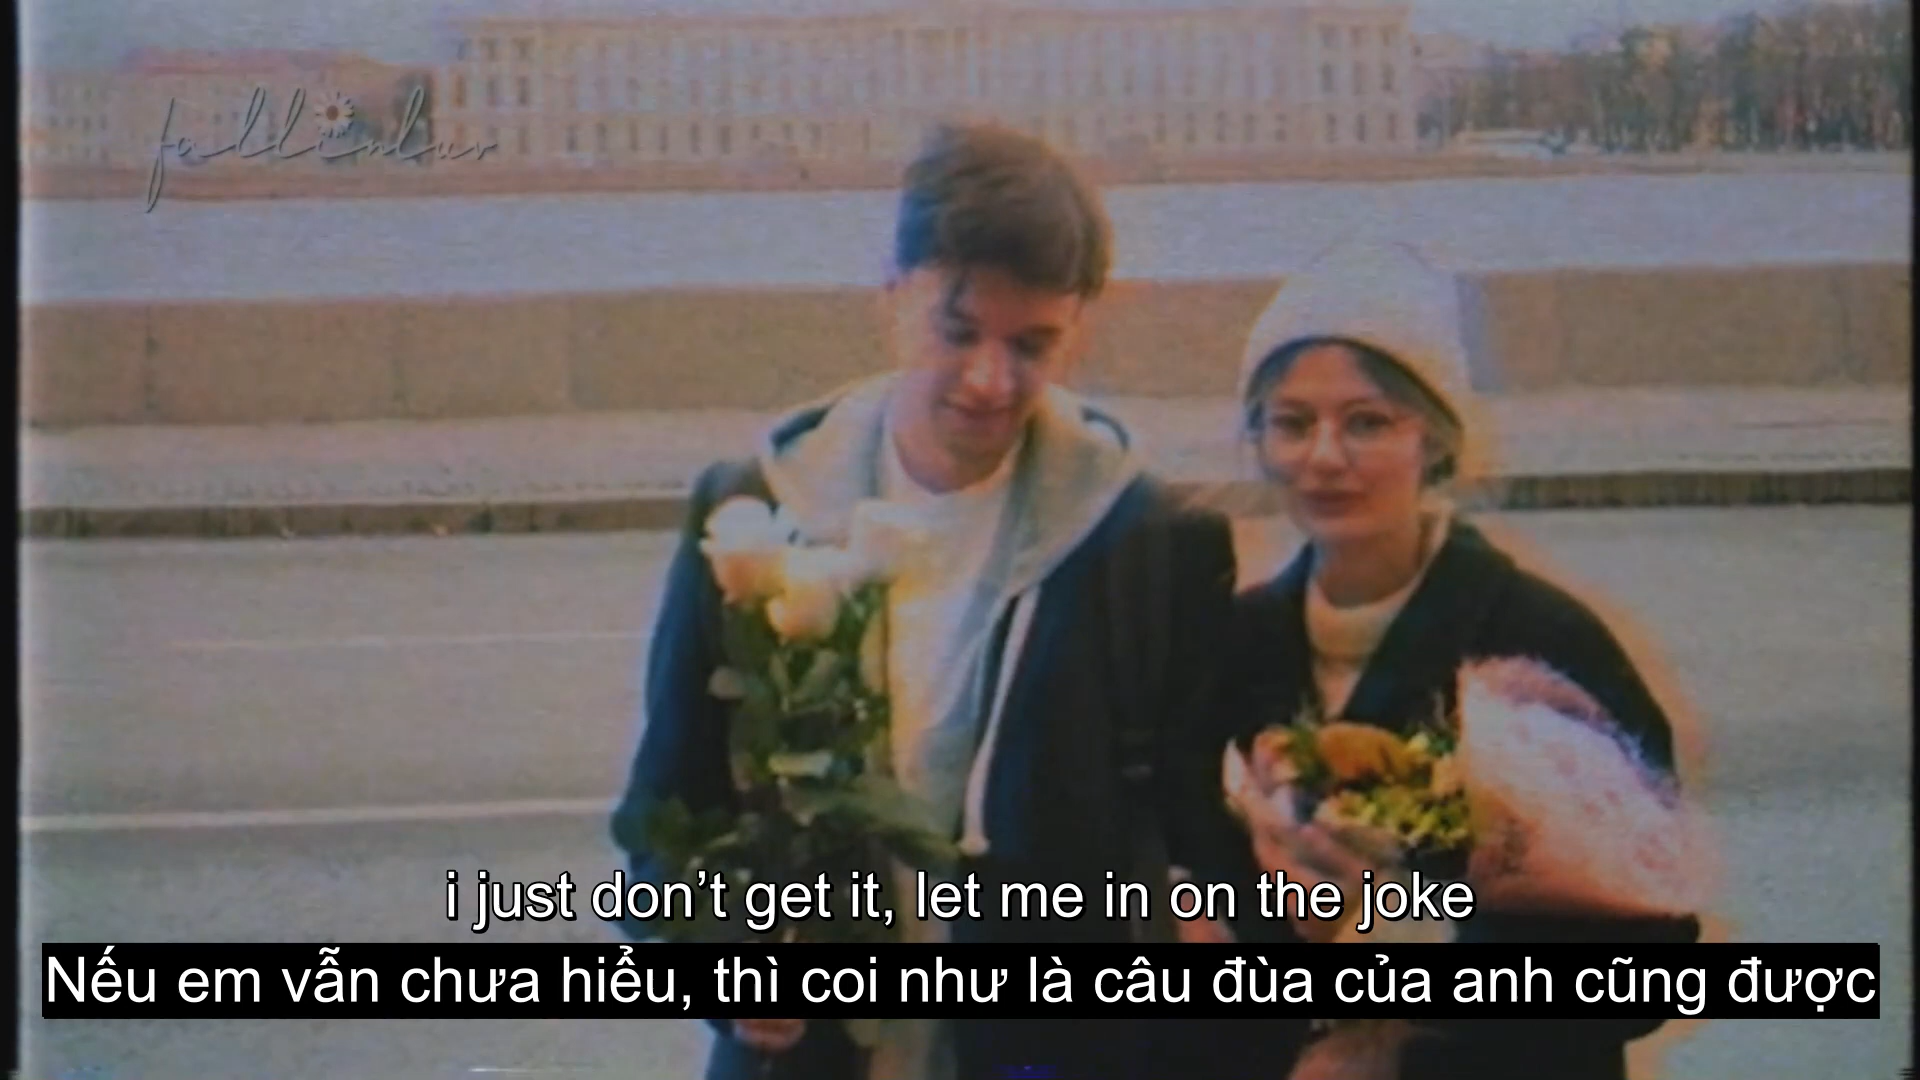 fallinluv
i just don’t get it, let me in on the joke
Nếu em vẫn chưa hiểu, thì coi như là câu đùa của anh cũng được